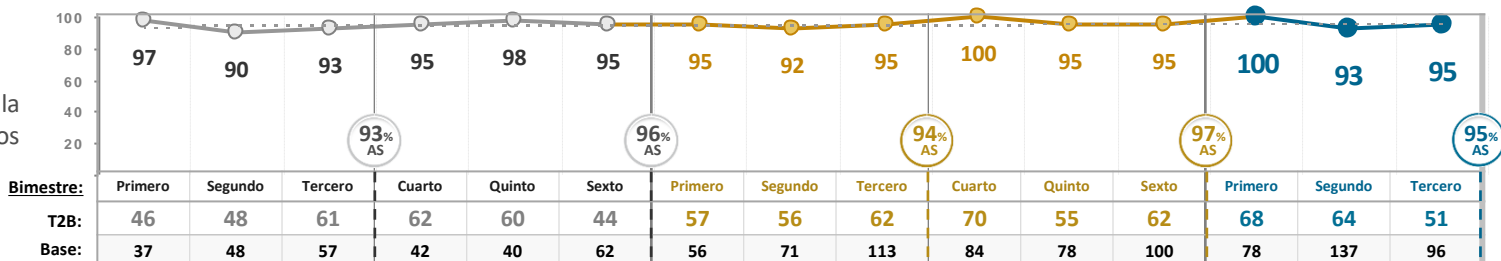 100
97 90 93 95 98 95 95 92 95 100 95 95 100 93 95
80
60
la
40
os
20
93% AS 96% AS 94% AS 97% AS 95% AS
Bimestre: Primero Segundo Tercero Cuarto Quinto Sexto Primero Segundo Tercero Cuarto Quinto Sexto Primero Segundo Tercero
T2B: 46 48 61 62 60 44 57 56 62 70 55 62 68 64 51
Base: 37 48 57 42 40 62 56 71 113 84 78 100 78 137 96